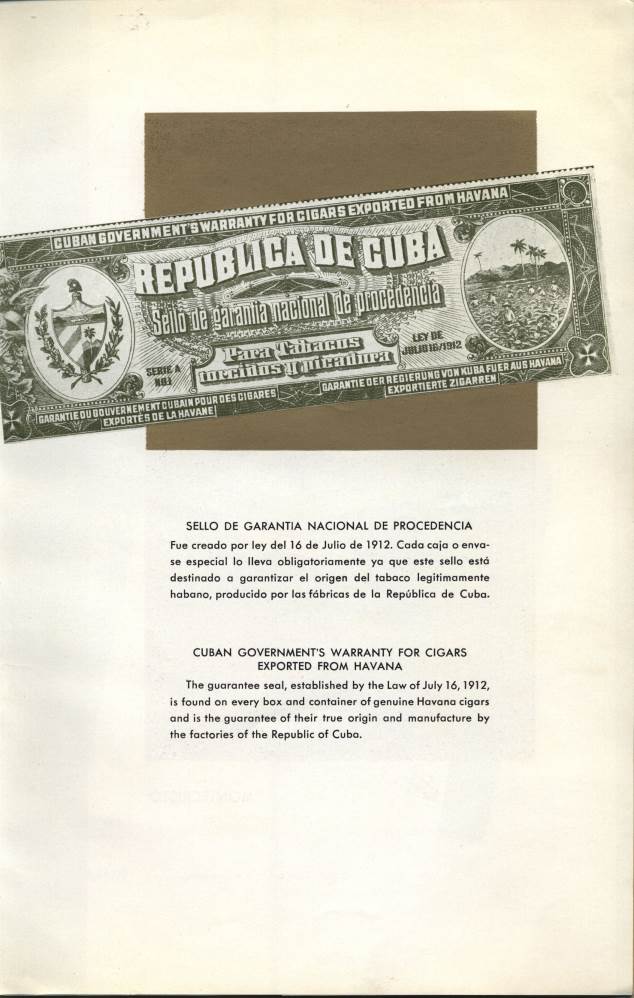 CUBAN GOVERNMENT'S WARRANTY FOR CIGARS EXPORTED FROM HAVANA
REPUBLICA DE CUBA
Sello de garantia nacional de procedencia
Para Tabacos
torcidos y picadura
SERIE A
NO.1
LEY DE
JULIO 16/1912
GARANTIE DU GOUVERNEMENT CUBAIN POUR DES CIGARES
EXPORTÉS DE LA HAVANE
GARANTIE DER REGIERUNG VON KUBA FUER AUS HAVANA
EXPORTIERTE ZIGARREN
SELLO DE GARANTIA NACIONAL DE PROCEDENCIA
Fue creado por ley del 16 de Julio de 1912. Cada caja o enva-
se especial lo lleva obligatoriamente ya que este sello está
destinado a garantizar el origen del tabaco legitimamente
habano, producido por las fábricas de la República de Cuba.
CUBAN GOVERNMENT'S WARRANTY FOR CIGARS
EXPORTED FROM HAVANA
The guarantee seal, established by the Law of July 16, 1912,
is found on every box and container of genuine Havana cigars
and is the guarantee of their true origin and manufacture by
the factories of the Republic of Cuba.